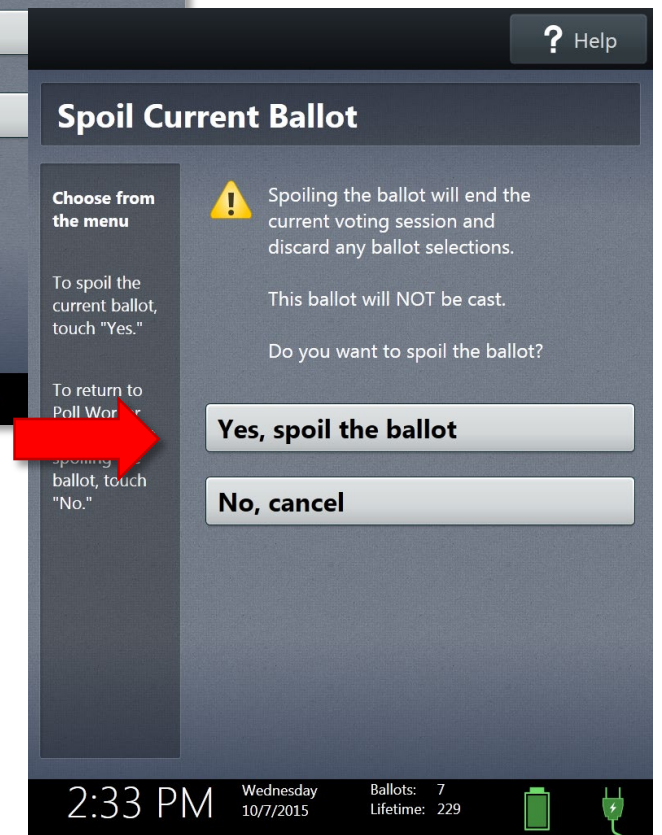 ? Help
Spoil Current Ballot
Choose from
the menu
To spoil the
current ballot,
touch "Yes."
To return to
Poll
ballot, touch
"No."
Spoiling the ballot will end the
current voting session and
discard any ballot selections.
This ballot will NOT be cast.
Do you want to spoil the ballot?
Yes, spoil the ballot
No, cancel
2:33 PM
Wednesday
10/7/2015
Ballots: 7
Lifetime: 229